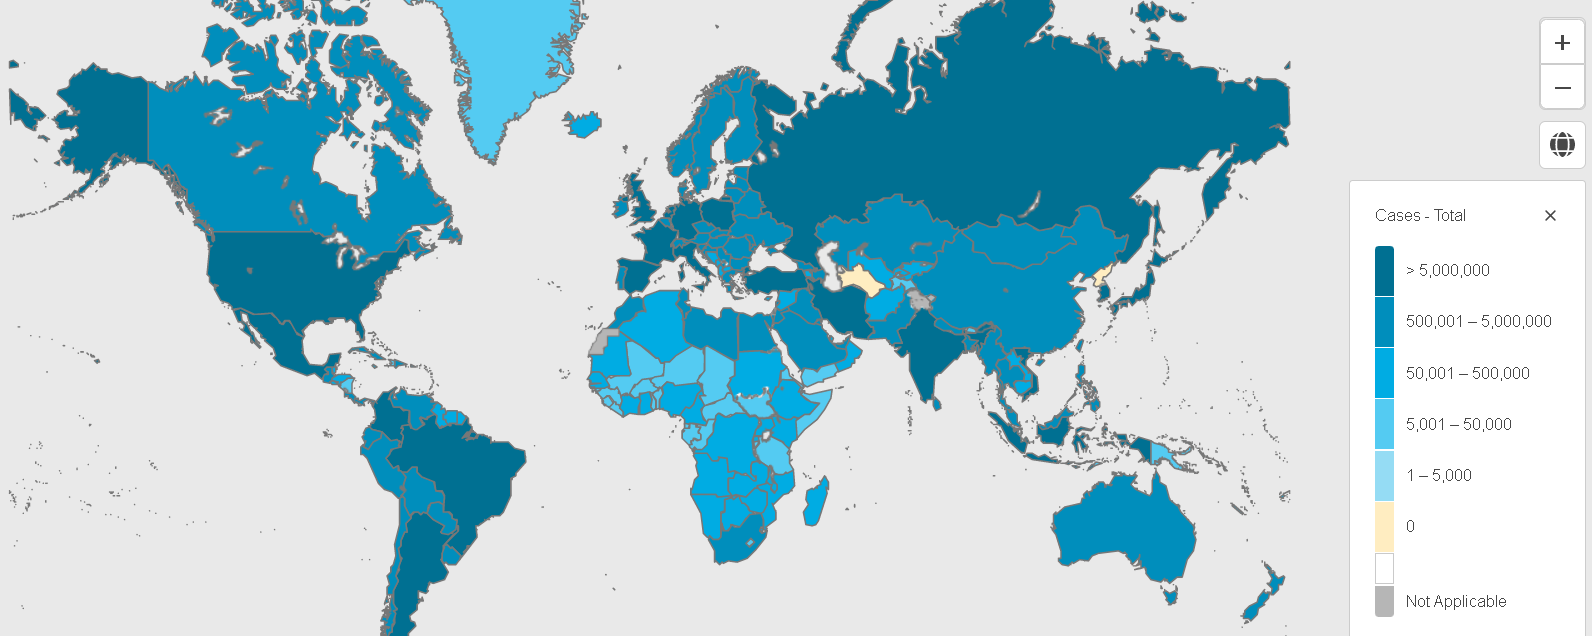 +
−
Cases - Total ×
> 5,000,000
500,001 – 5,000,000
50,001 – 500,000
5,001 – 50,000
1 – 5,000
0
Not Applicable